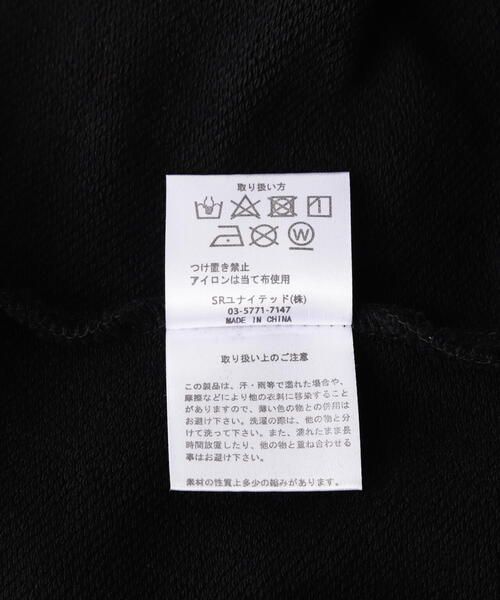 取り扱い方
W
つけ置き禁止
アイロンは当て布使用
SRユナイテッド(株)
03-5771-7147
MADE IN CHINA
取り扱い上のご注意
この製品は、汗・雨等で濡れた場合や、
摩擦などにより他の衣料に移染すること
がありますので、薄い色の物との併用は
お避け下さい。洗濯の際は、他の物と分
けて洗って下さい。また、濡れたまま長
時間放置したり、他の物と重ね合わせる
事はお避け下さい。
素材の性質上多少の縮みがあります。